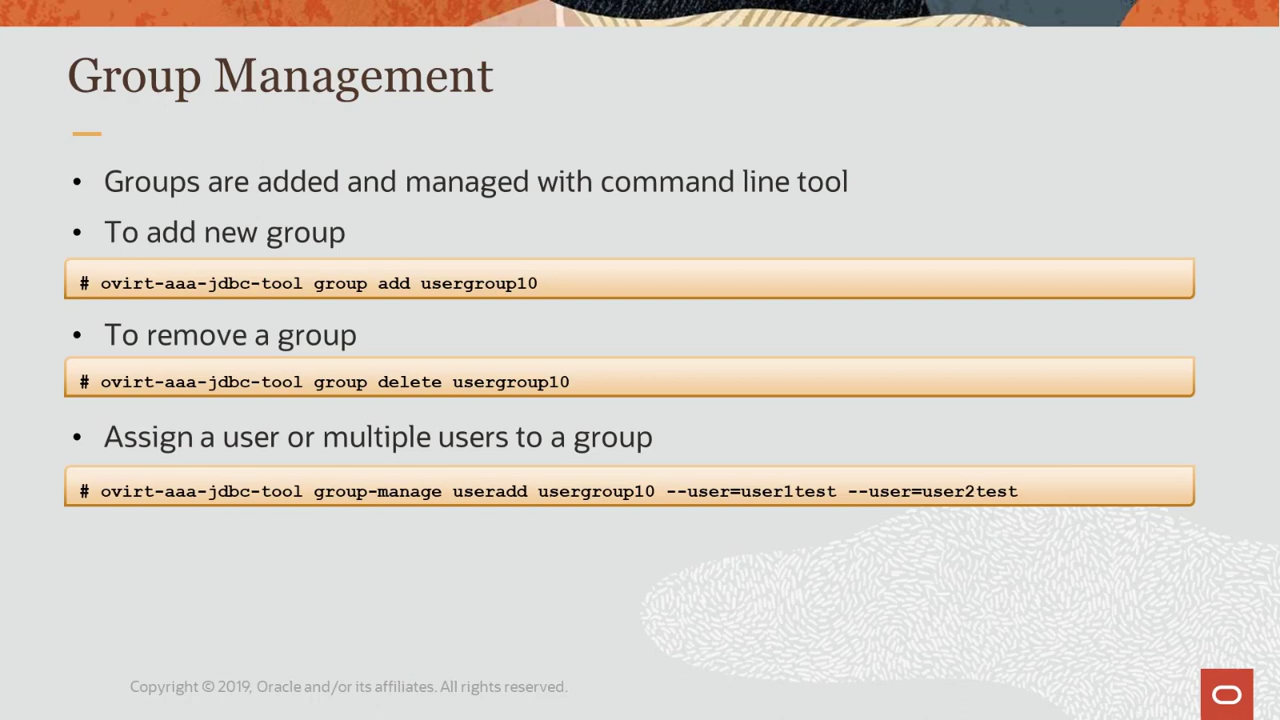 Group Management
• Groups are added and managed with command line tool
• To add new group
# ovirt-aaa-jdbc-tool group add usergroup10
• To remove a group
# ovirt-aaa-jdbc-tool group delete usergroup10
• Assign a user or multiple users to a group
# ovirt-aaa-jdbc-tool group-manage useradd usergroup10 --user=user1test --user=user2test
Copyright © 2019, Oracle and/or its affiliates. All rights reserved.